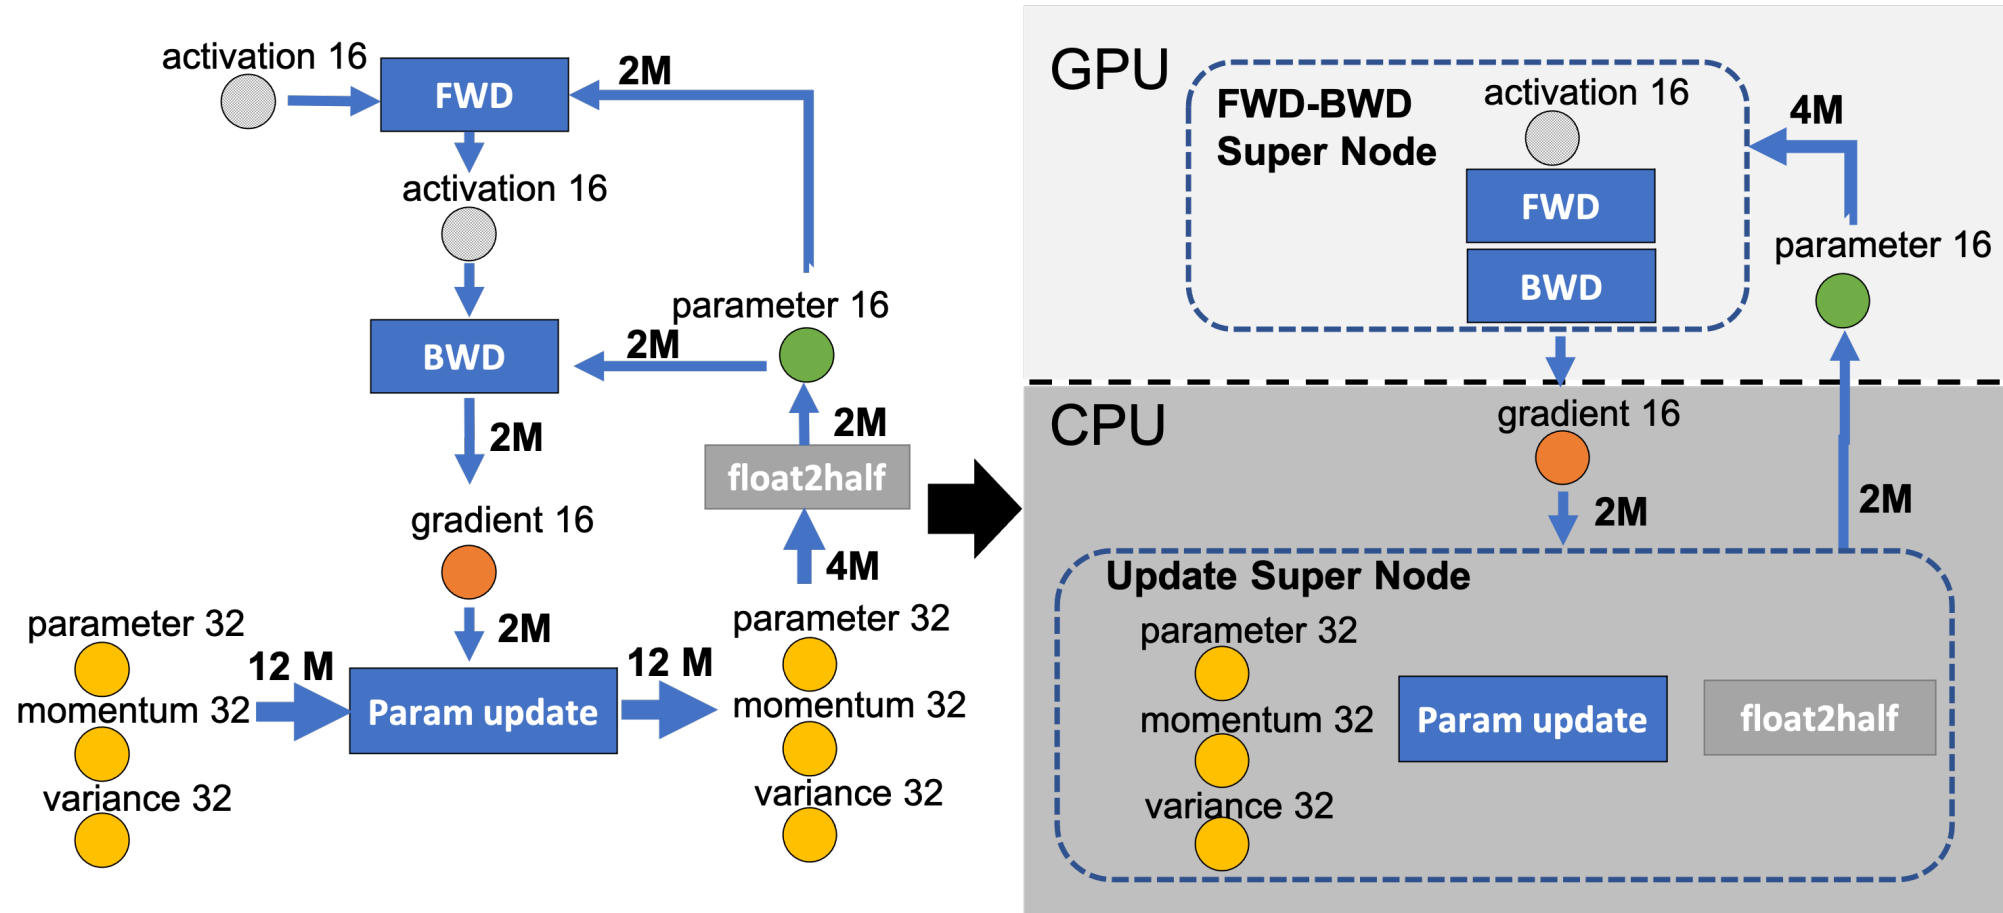 activation 16
FWD
2M
activation 16
parameter 16
BWD
2M
2M
2M
float2half
gradient 16
4M
2M
parameter 32
12 M
momentum 32
variance 32
Param update
12 M
parameter 32
momentum 32
variance 32
GPU
FWD-BWD
Super Node
activation 16
FWD
BWD
4M
parameter 16
CPU
gradient 16
2M
2M
Update Super Node
parameter 32
momentum 32
variance 32
Param update
float2half